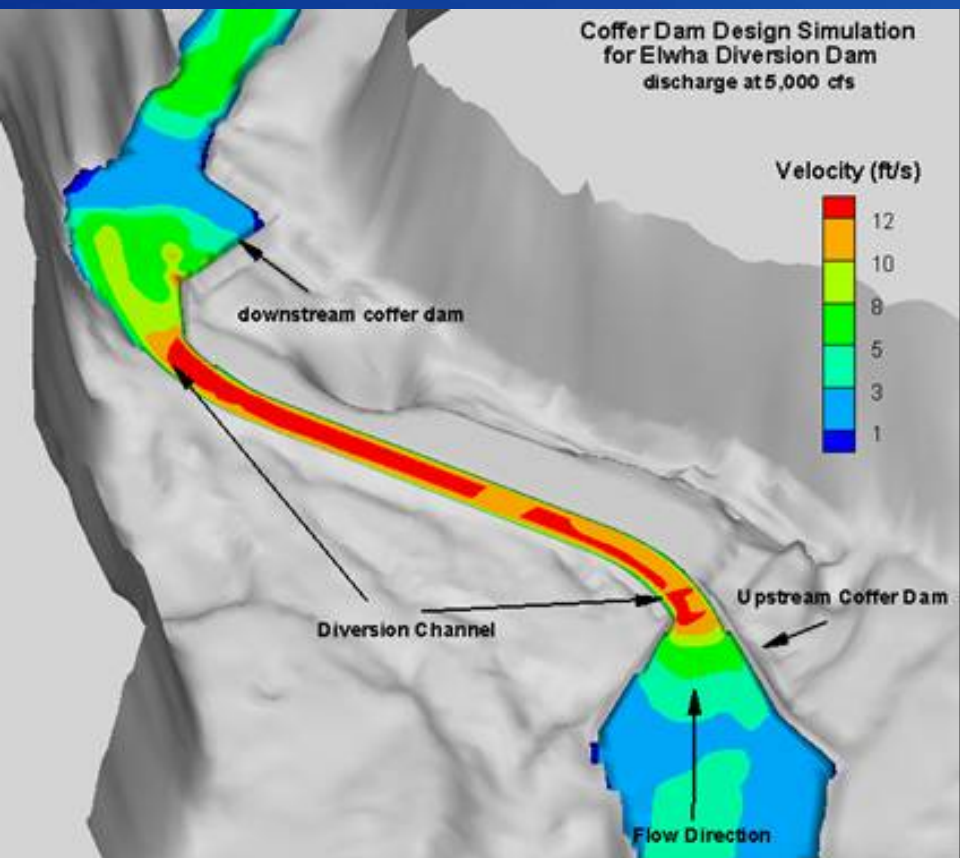 Coffer Dam Design Simulation
for Elwha Diversion Dam
discharge at 5,000 cfs
Velocity (ft/s)
12
10
8
5
3
1
downstream coffer dam
Upstream Coffer Dam
Diversion Channel
Flow Direction